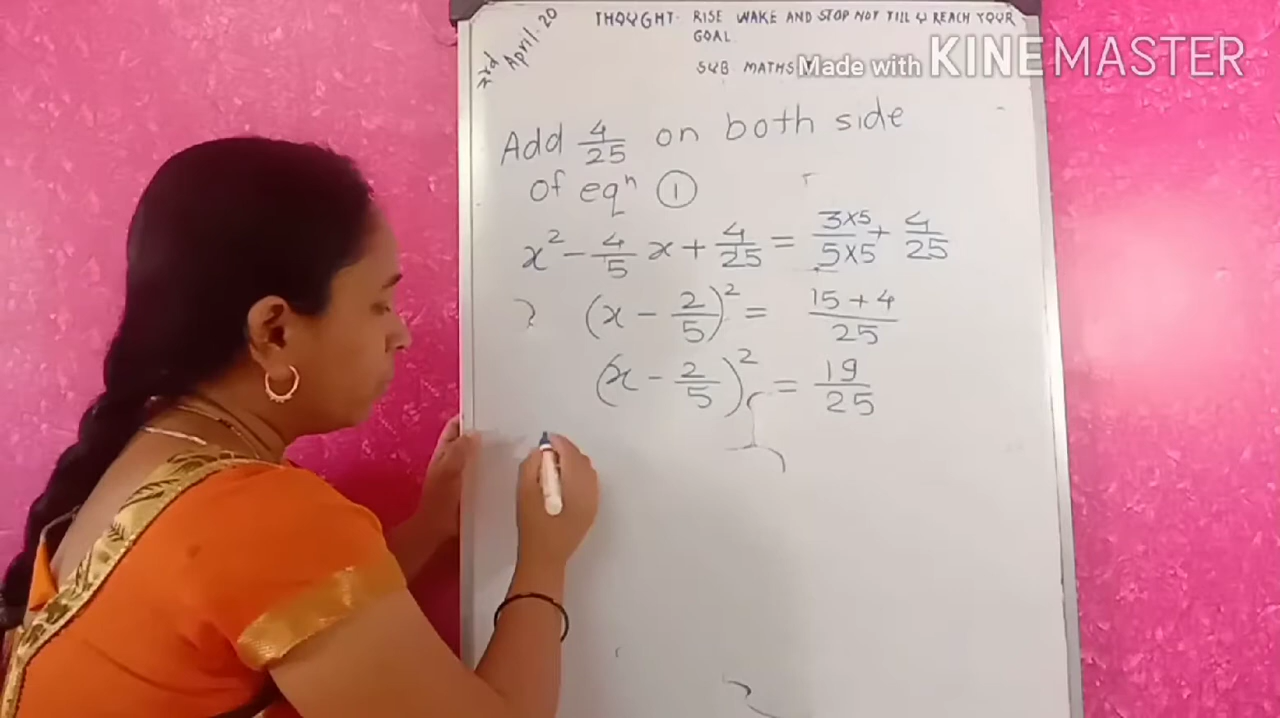 3rd April-20
THOUGHT: RISE WAKE AND STOP NOT TILL U REACH YOUR
GOAL.
SUB MATHS
Made with KINEMASTER
Add 4/25 on both side
of eqⁿ ①
x² - 4/5 x + 4/25 = 3×5/5×5 + 4/25
(x - 2/5)² = 15 + 4/25
(x - 2/5)² = 19/25